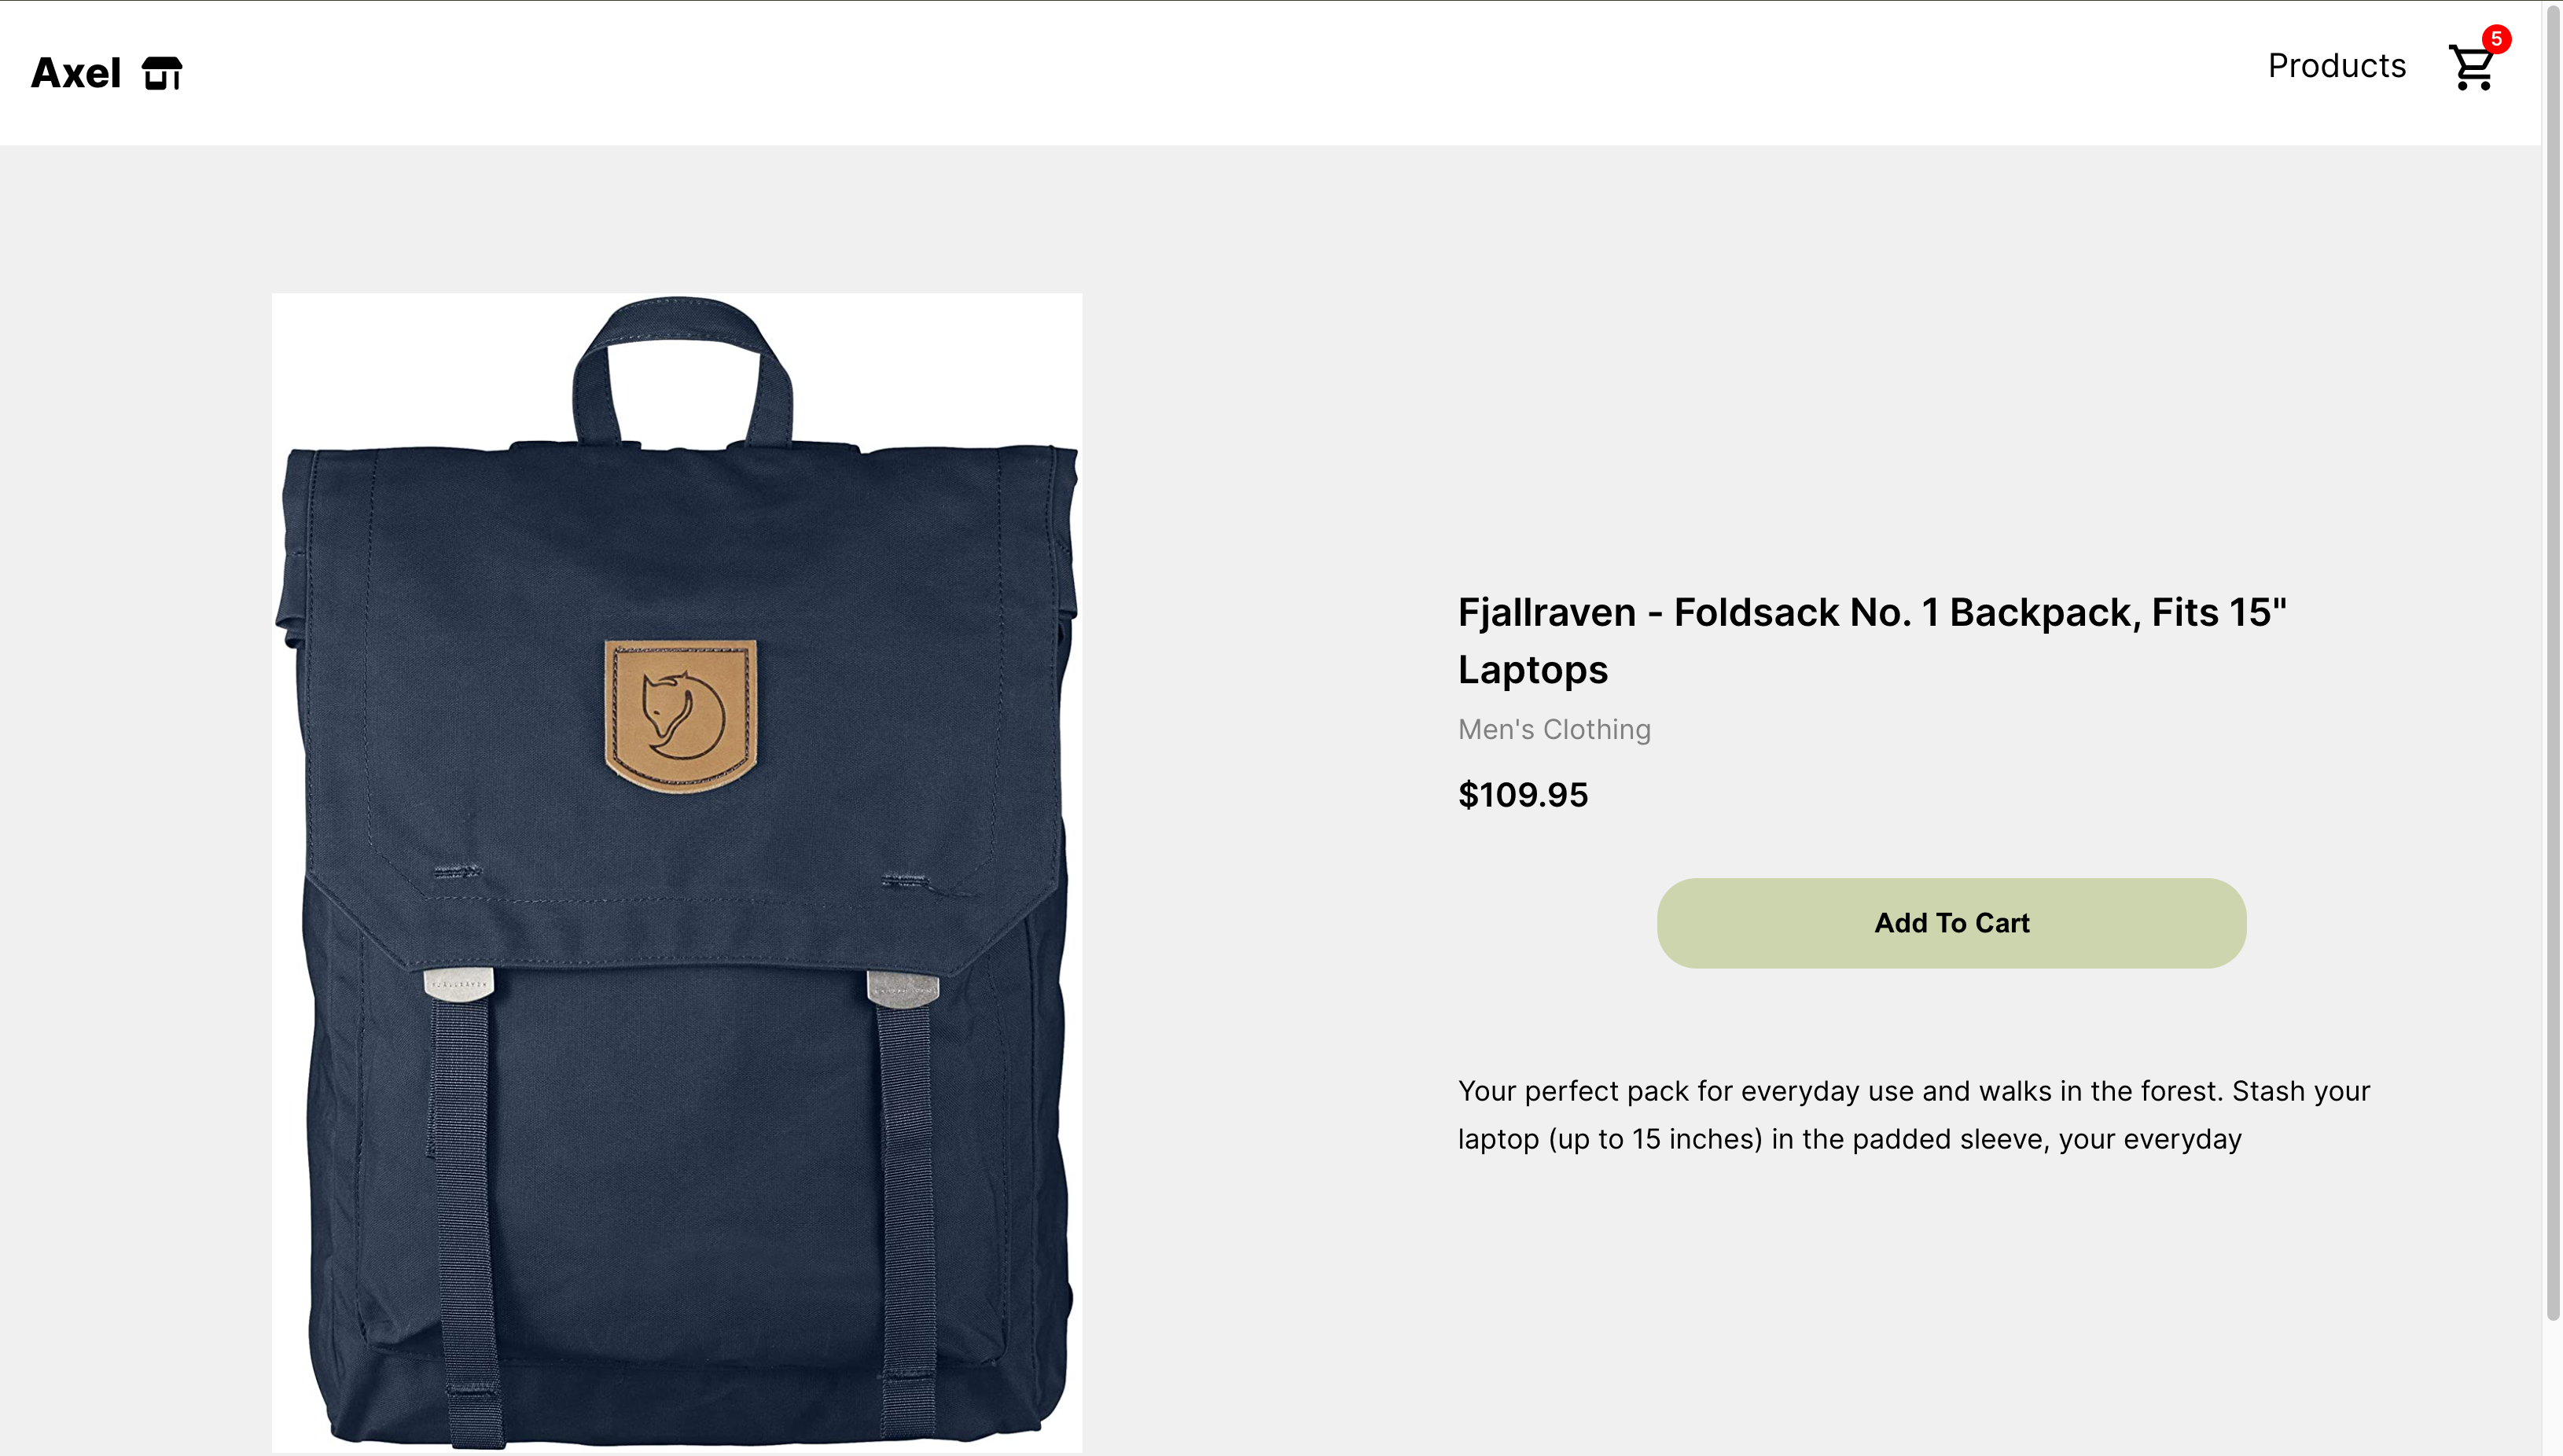 Axel
Products
5
Fjallraven - Foldsack No. 1 Backpack, Fits 15"
Laptops
Men's Clothing
$109.95
Add To Cart
Your perfect pack for everyday use and walks in the forest. Stash your
laptop (up to 15 inches) in the padded sleeve, your everyday